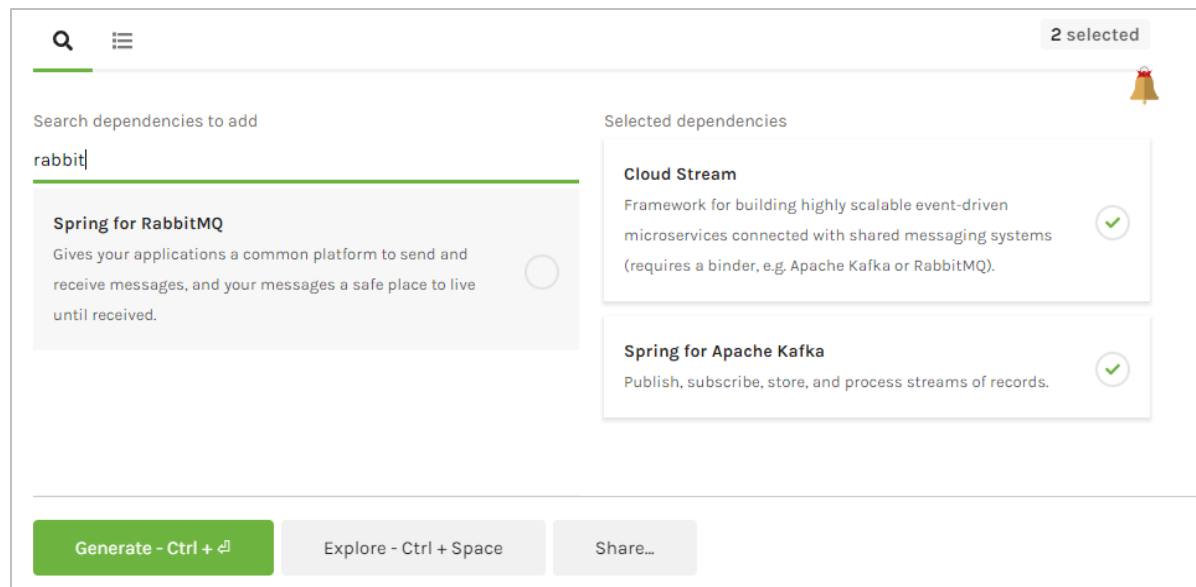 2 selected
Search dependencies to add
rabbit
Spring for RabbitMQ
Gives your applications a common platform to send and
receive messages, and your messages a safe place to live
until received.
Selected dependencies
Cloud Stream
Framework for building highly scalable event-driven
microservices connected with shared messaging systems
(requires a binder, e.g. Apache Kafka or RabbitMQ).
Spring for Apache Kafka
Publish, subscribe, store, and process streams of records.
Generate - Ctrl + ⏎
Explore - Ctrl + Space
Share...